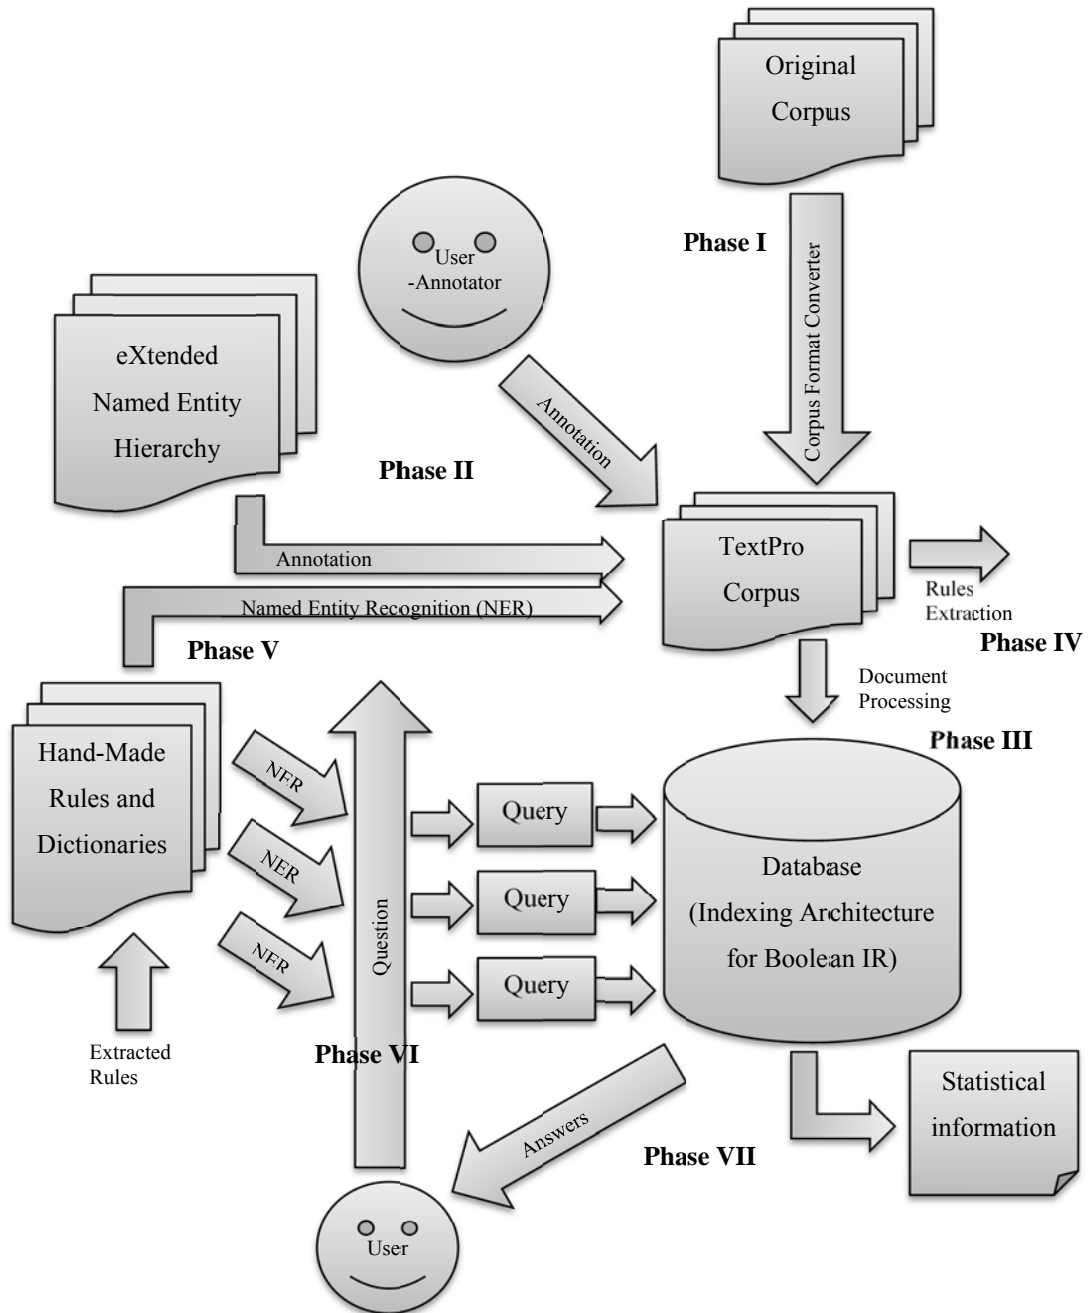 Original
Corpus
Phase I
Corpus Format Converter
User
-Annotator
eXtended
Named Entity
Hierarchy
Phase II
Annotation
Annotation
TextPro
Corpus
Rules
Extraction
Phase IV
Named Entity Recognition (NER)
Phase V
Document
Processing
Phase III
Hand-Made
Rules and
Dictionaries
NER
NER
NER
Question
Query
Query
Query
Database
(Indexing Architecture
for Boolean IR)
Extracted
Rules
Phase VI
Answers
Phase VII
Statistical
information
User